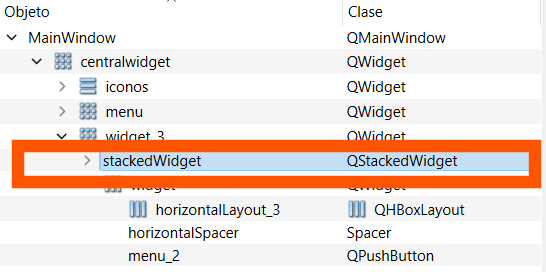 Objeto Clase
MainWindow QMainWindow
centralwidget QWidget
iconos QWidget
menu QWidget
widget_3 QWidget
stackedWidget QStackedWidget
widget QWidget
horizontalLayout_3 QHBoxLayout
horizontalSpacer Spacer
menu_2 QPushButton